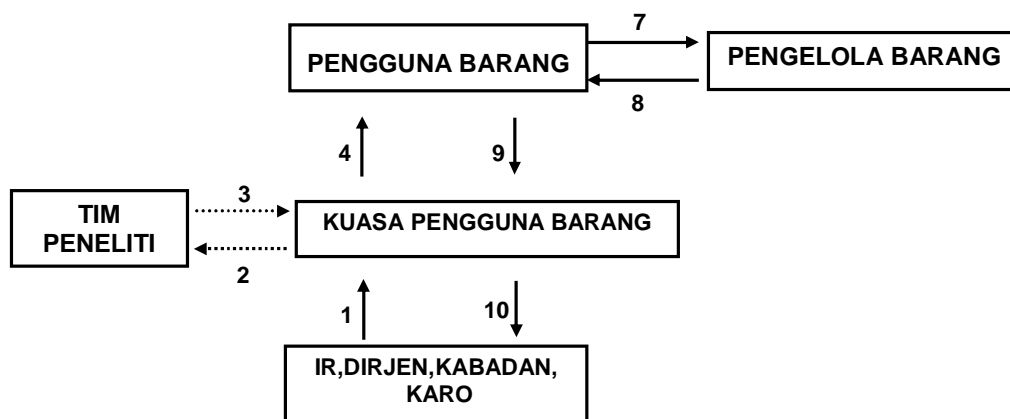 7
PENGGUNA BARANG
PENGELOLA BARANG
8
4
9
3
TIM
PENELITI
KUASA PENGGUNA BARANG
2
1
10
IR,DIRJEN,KABADAN,
KARO